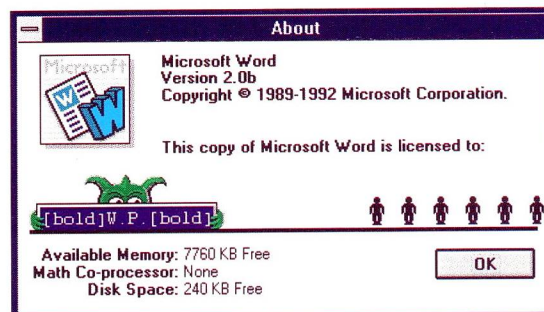 About
Microsoft
Microsoft Word
Version 2.0b
Copyright © 1989-1992 Microsoft Corporation.
This copy of Microsoft Word is licensed to:
[bold]W.P.[bold]
Available Memory: 7760 KB Free
Math Co-processor: None
Disk Space: 240 KB Free
OK